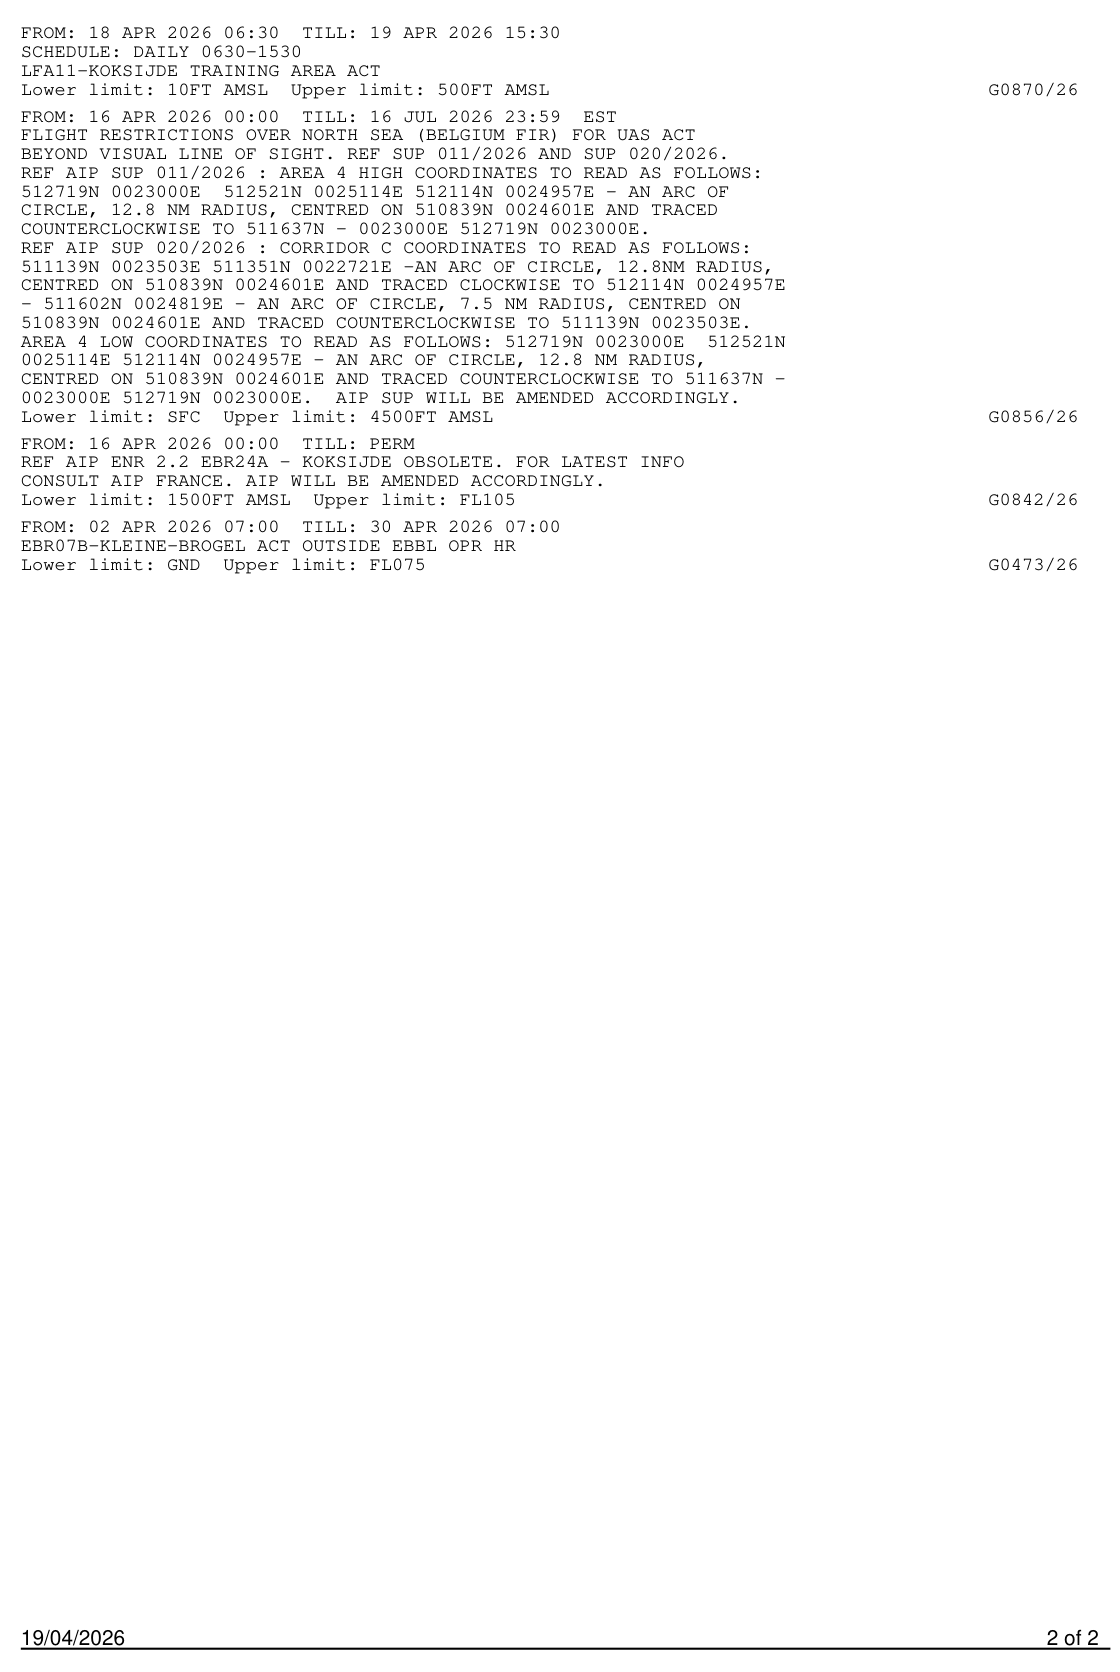 FROM: 18 APR 2026 06:30  TILL: 19 APR 2026 15:30
SCHEDULE: DAILY 0630-1530
LFA11-KOKSIJDE TRAINING AREA ACT
Lower limit: 10FT AMSL  Upper limit: 500FT AMSL G0870/26
FROM: 16 APR 2026 00:00  TILL: 16 JUL 2026 23:59  EST
FLIGHT RESTRICTIONS OVER NORTH SEA (BELGIUM FIR) FOR UAS ACT
BEYOND VISUAL LINE OF SIGHT. REF SUP 011/2026 AND SUP 020/2026.
REF AIP SUP 011/2026 : AREA 4 HIGH COORDINATES TO READ AS FOLLOWS:
512719N 0023000E  512521N 0025114E 512114N 0024957E - AN ARC OF
CIRCLE, 12.8 NM RADIUS, CENTRED ON 510839N 0024601E AND TRACED
COUNTERCLOCKWISE TO 511637N - 0023000E 512719N 0023000E.
REF AIP SUP 020/2026 : CORRIDOR C COORDINATES TO READ AS FOLLOWS:
511139N 0023503E 511351N 0022721E -AN ARC OF CIRCLE, 12.8NM RADIUS,
CENTRED ON 510839N 0024601E AND TRACED CLOCKWISE TO 512114N 0024957E
- 511602N 0024819E - AN ARC OF CIRCLE, 7.5 NM RADIUS, CENTRED ON
510839N 0024601E AND TRACED COUNTERCLOCKWISE TO 511139N 0023503E.
AREA 4 LOW COORDINATES TO READ AS FOLLOWS: 512719N 0023000E  512521N
0025114E 512114N 0024957E - AN ARC OF CIRCLE, 12.8 NM RADIUS,
CENTRED ON 510839N 0024601E AND TRACED COUNTERCLOCKWISE TO 511637N -
0023000E 512719N 0023000E.  AIP SUP WILL BE AMENDED ACCORDINGLY.
Lower limit: SFC  Upper limit: 4500FT AMSL G0856/26
FROM: 16 APR 2026 00:00  TILL: PERM
REF AIP ENR 2.2 EBR24A - KOKSIJDE OBSOLETE. FOR LATEST INFO
CONSULT AIP FRANCE. AIP WILL BE AMENDED ACCORDINGLY.
Lower limit: 1500FT AMSL  Upper limit: FL105 G0842/26
FROM: 02 APR 2026 07:00  TILL: 30 APR 2026 07:00
EBR07B-KLEINE-BROGEL ACT OUTSIDE EBBL OPR HR
Lower limit: GND  Upper limit: FL075 G0473/26
19/04/2026 2 of 2